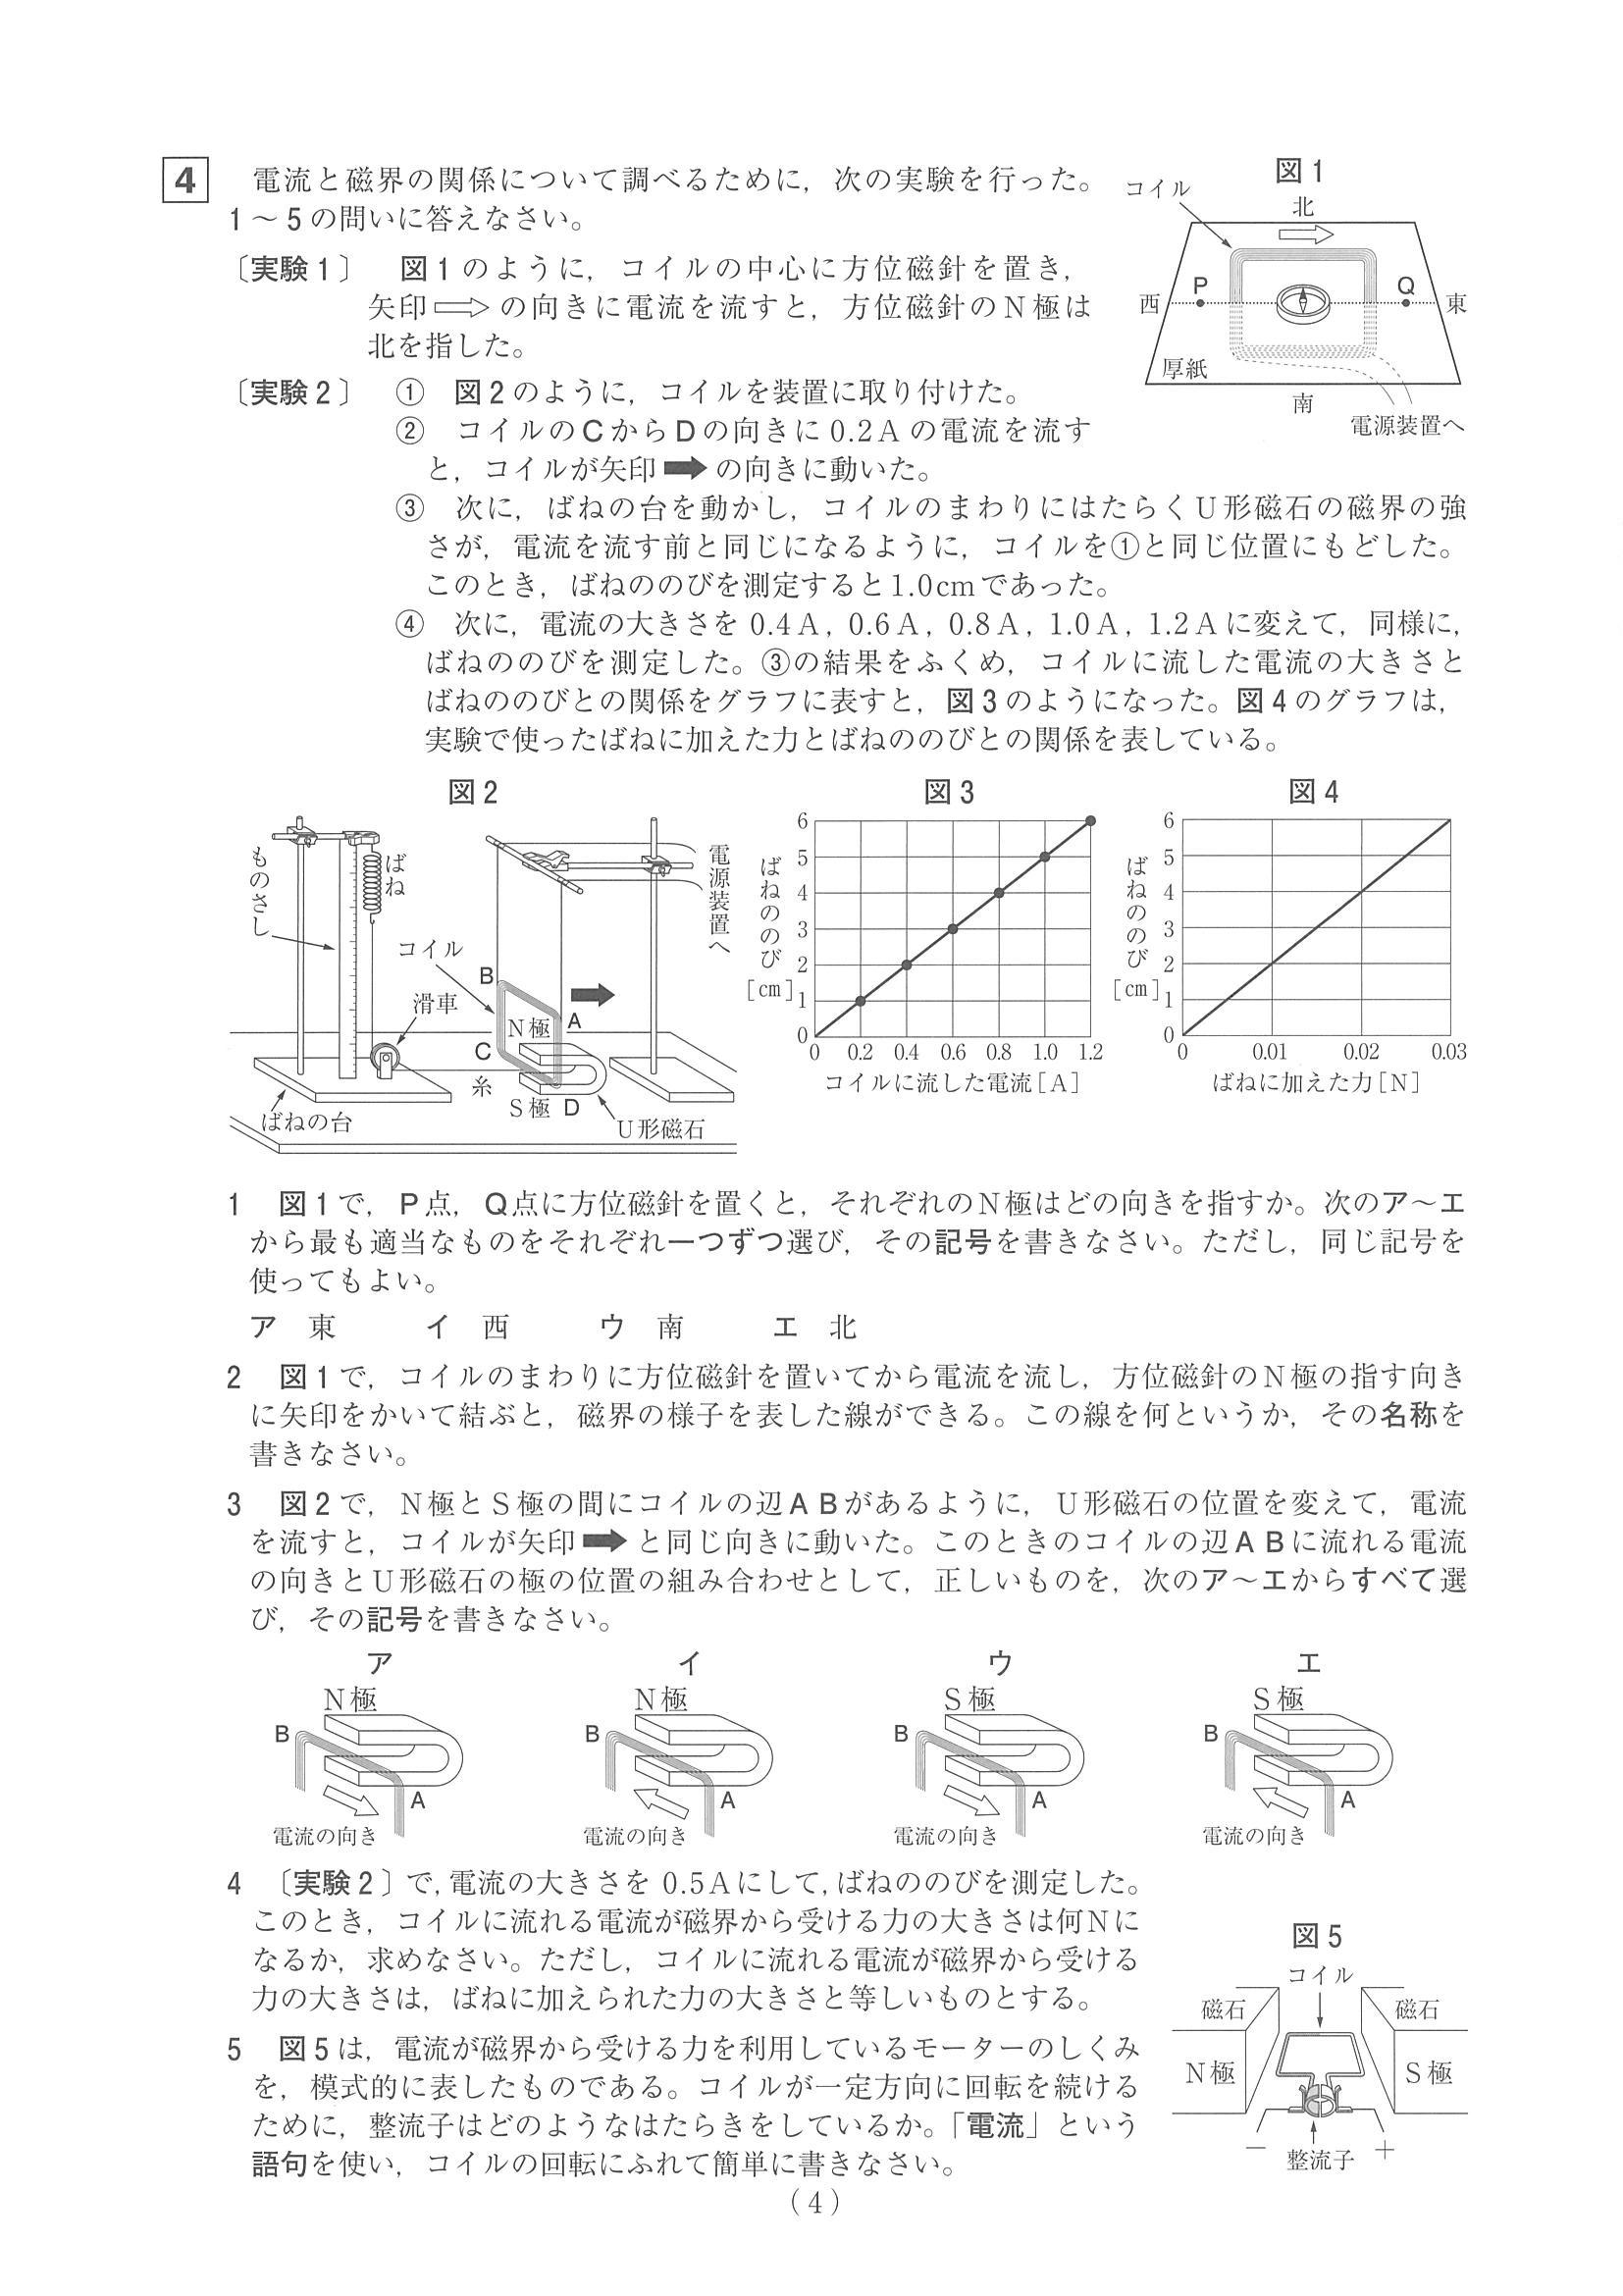 4 電流と磁界の関係について調べるために，次の実験を行った。
1～5の問いに答えなさい。
〔実験1〕 図1のように，コイルの中心に方位磁針を置き，
矢印⇨の向きに電流を流すと，方位磁針のN極は
北を指した。
図1
コイル
北
P
Q
西
東
厚紙
南
電源装置へ
〔実験2〕 ① 図2のように，コイルを装置に取り付けた。
② コイルのCからDの向きに0.2Aの電流を流す
と，コイルが矢印➡の向きに動いた。
③ 次に，ばねの台を動かし，コイルのまわりにはたらくU形磁石の磁界の強
さが，電流を流す前と同じになるように，コイルを①と同じ位置にもどした。
このとき，ばねののびを測定すると1.0cmであった。
④ 次に，電流の大きさを0.4A，0.6A，0.8A，1.0A，1.2Aに変えて，同様に，
ばねののびを測定した。③の結果をふくめ，コイルに流した電流の大きさと
ばねののびとの関係をグラフに表すと，図3のようになった。図4のグラフは，
実験で使ったばねに加えた力とばねののびとの関係を表している。
図2
ものさし
ばね
コイル
滑車
B
A
N極
C
糸
S極
D
ばねの台
U形磁石
電源装置へ
図3
ばねののび
[cm]
6
5
4
3
2
1
0
0 0.2 0.4 0.6 0.8 1.0 1.2
コイルに流した電流[A]
図4
ばねののび
[cm]
6
5
4
3
2
1
0
0 0.01 0.02 0.03
ばねに加えた力[N]
1 図1で，P点，Q点に方位磁針を置くと，それぞれのN極はどの向きを指すか。次のア～エ
から最も適当なものをそれぞれ一つずつ選び，その記号を書きなさい。ただし，同じ記号を
使ってもよい。
ア 東 イ 西 ウ 南 エ 北
2 図1で，コイルのまわりに方位磁針を置いてから電流を流し，方位磁針のN極の指す向き
に矢印をかいて結ぶと，磁界の様子を表した線ができる。この線を何というか，その名称を
書きなさい。
3 図2で，N極とS極の間にコイルの辺ABがあるように，U形磁石の位置を変えて，電流
を流すと，コイルが矢印➡と同じ向きに動いた。このときのコイルの辺ABに流れる電流
の向きとU形磁石の極の位置の組み合わせとして，正しいものを，次のア～エからすべて選
び，その記号を書きなさい。
ア
N極
B
A
電流の向き
イ
N極
B
A
電流の向き
ウ
S極
B
A
電流の向き
エ
S極
B
A
電流の向き
4 〔実験2〕で，電流の大きさを0.5Aにして，ばねののびを測定した。
このとき，コイルに流れる電流が磁界から受ける力の大きさは何Nに
なるか，求めなさい。ただし，コイルに流れる電流が磁界から受ける
力の大きさは，ばねに加えられた力の大きさと等しいものとする。
5 図5は，電流が磁界から受ける力を利用しているモーターのしくみ
を，模式的に表したものである。コイルが一定方向に回転を続ける
ために，整流子はどのようなはたらきをしているか。「電流」という
語句を使い，コイルの回転にふれて簡単に書きなさい。
図5
コイル
磁石
磁石
N極
S極
－
＋
整流子
(4)